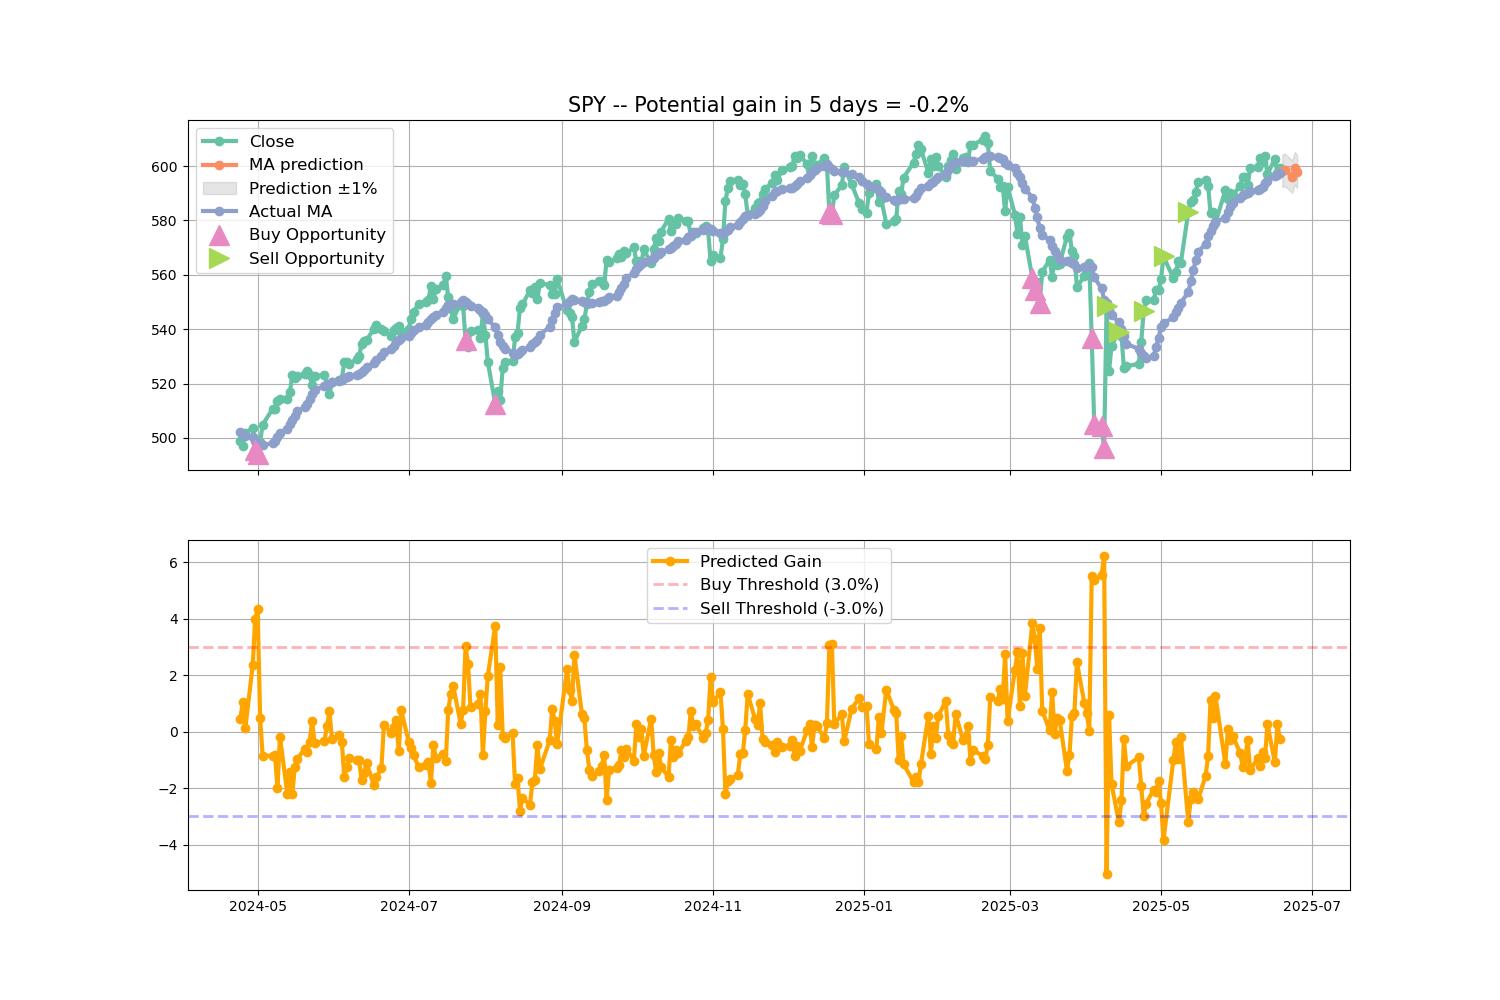 SPY -- Potential gain in 5 days = -0.2%
Close
MA prediction
Prediction ±1%
Actual MA
Buy Opportunity
Sell Opportunity
600
580
560
540
520
500
Predicted Gain
Buy Threshold (3.0%)
Sell Threshold (-3.0%)
6
4
2
0
−2
−4
2024-05 2024-07 2024-09 2024-11 2025-01 2025-03 2025-05 2025-07